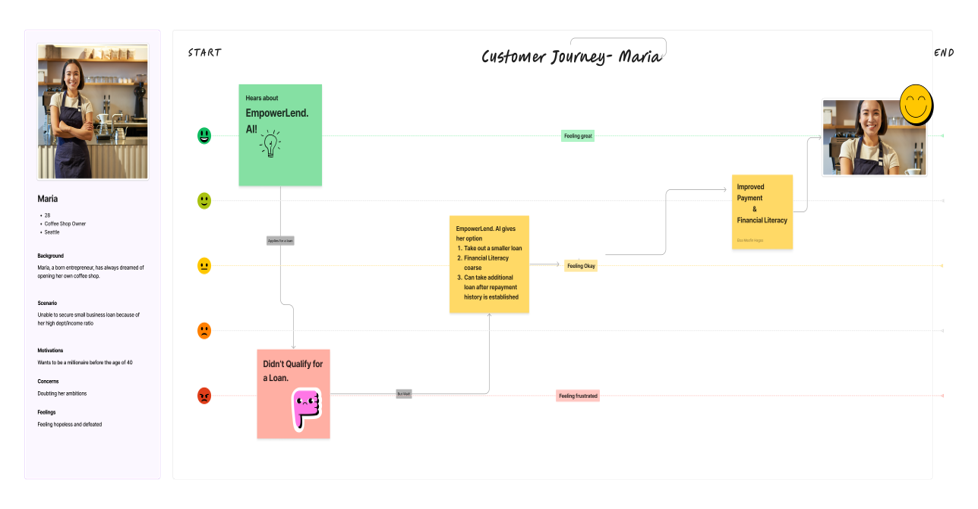 START
Customer Journey- Maria
END
Hears about
EmpowerLend.
AI!
Feeling great
Maria
28
Coffee Shop Owner
Seattle
Background
Maria, a born entrepreneur, has always dreamed of
opening her own coffee shop.
Scenario
Unable to secure small business loan because of
her high dept/income ratio
Motivations
Wants to be a millionaire before the age of 40
Concerns
Doubting her ambitions
Feelings
Feeling hopeless and defeated
Applies for a loan
EmpowerLend. AI gives
her option
1. Take out a smaller loan
2. Financial Literacy
coarse
3. Can take additional
loan after repayment
history is established
Feeling Okay
Improved
Payment
&
Financial Literacy
Didn't Qualify for
a Loan.
Feeling frustrated